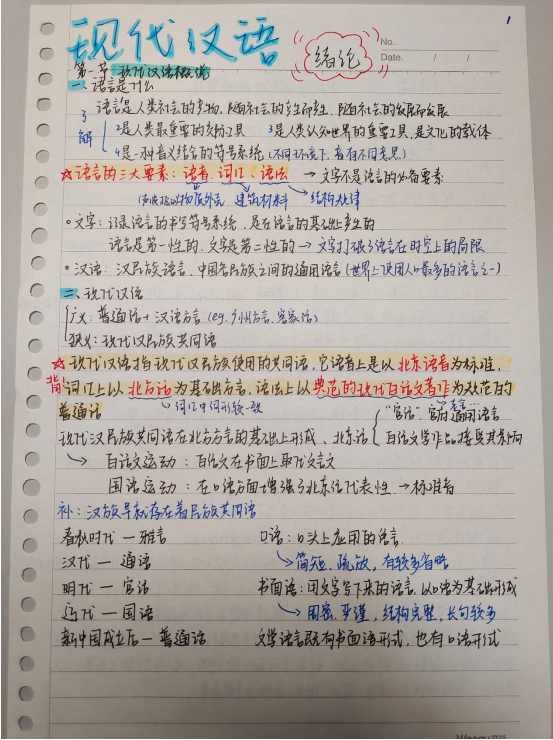 1
现代汉语
绪论
No.
Date. / /
第一节 现代汉语概说
一、语言是什么
了解
1语言是人类社会的产物,随社会的产生而产生,随社会的发展而发展
2是人类最重要的交际工具 3是人类认知世界的重要工具,是文化的载体
4是一种音义结合的符号系统(不同环境下,音有不同意思)
☆语言的三大要素:语音、词汇、语法 → 文字不是语言的必备要素
物质外壳 建筑材料 结构规律
○文字:记录语言的书写符号系统,是在语言的基础上产生的
语言是第一性的,文字是第二性的 → 文字打破了语言在时空上的局限
○汉语:汉民族语言,中国各民族之间的通用语言(世界上使用人口最多的语言之一)
二、现代汉语
广义:普通话+汉语方言(eg.广州方言、客家话)
狭义:现代汉民族共同语
☆现代汉语指现代汉民族使用的共同语,它语音上是以北京语音为标准,
背!词汇上以北方话为基础方言,语法上以典范的现代白话文著作为规范的
普通话
词汇中词形较一致
现代汉民族共同语在北方方言的基础上形成、北京话
“官话”官府通用语言
白话文学作品接受其影响
→ 白话文运动:白话文在书面上取代文言文
国语运动:在口语方面增强了北京话代表性 → 标准音
补:汉族早就存在着民族共同语
春秋时代 — 雅言
口语:口头上应用的语言
汉代 — 通语
→ 简短、疏放,有较多省略
明代 — 官话
书面语:用文字写下来的语言,以口语为基础形成
近代 — 国语
→ 周密、严谨,结构完整,长句较多
新中国成立后 — 普通话
文学语言既有书面语形式,也有口语形式